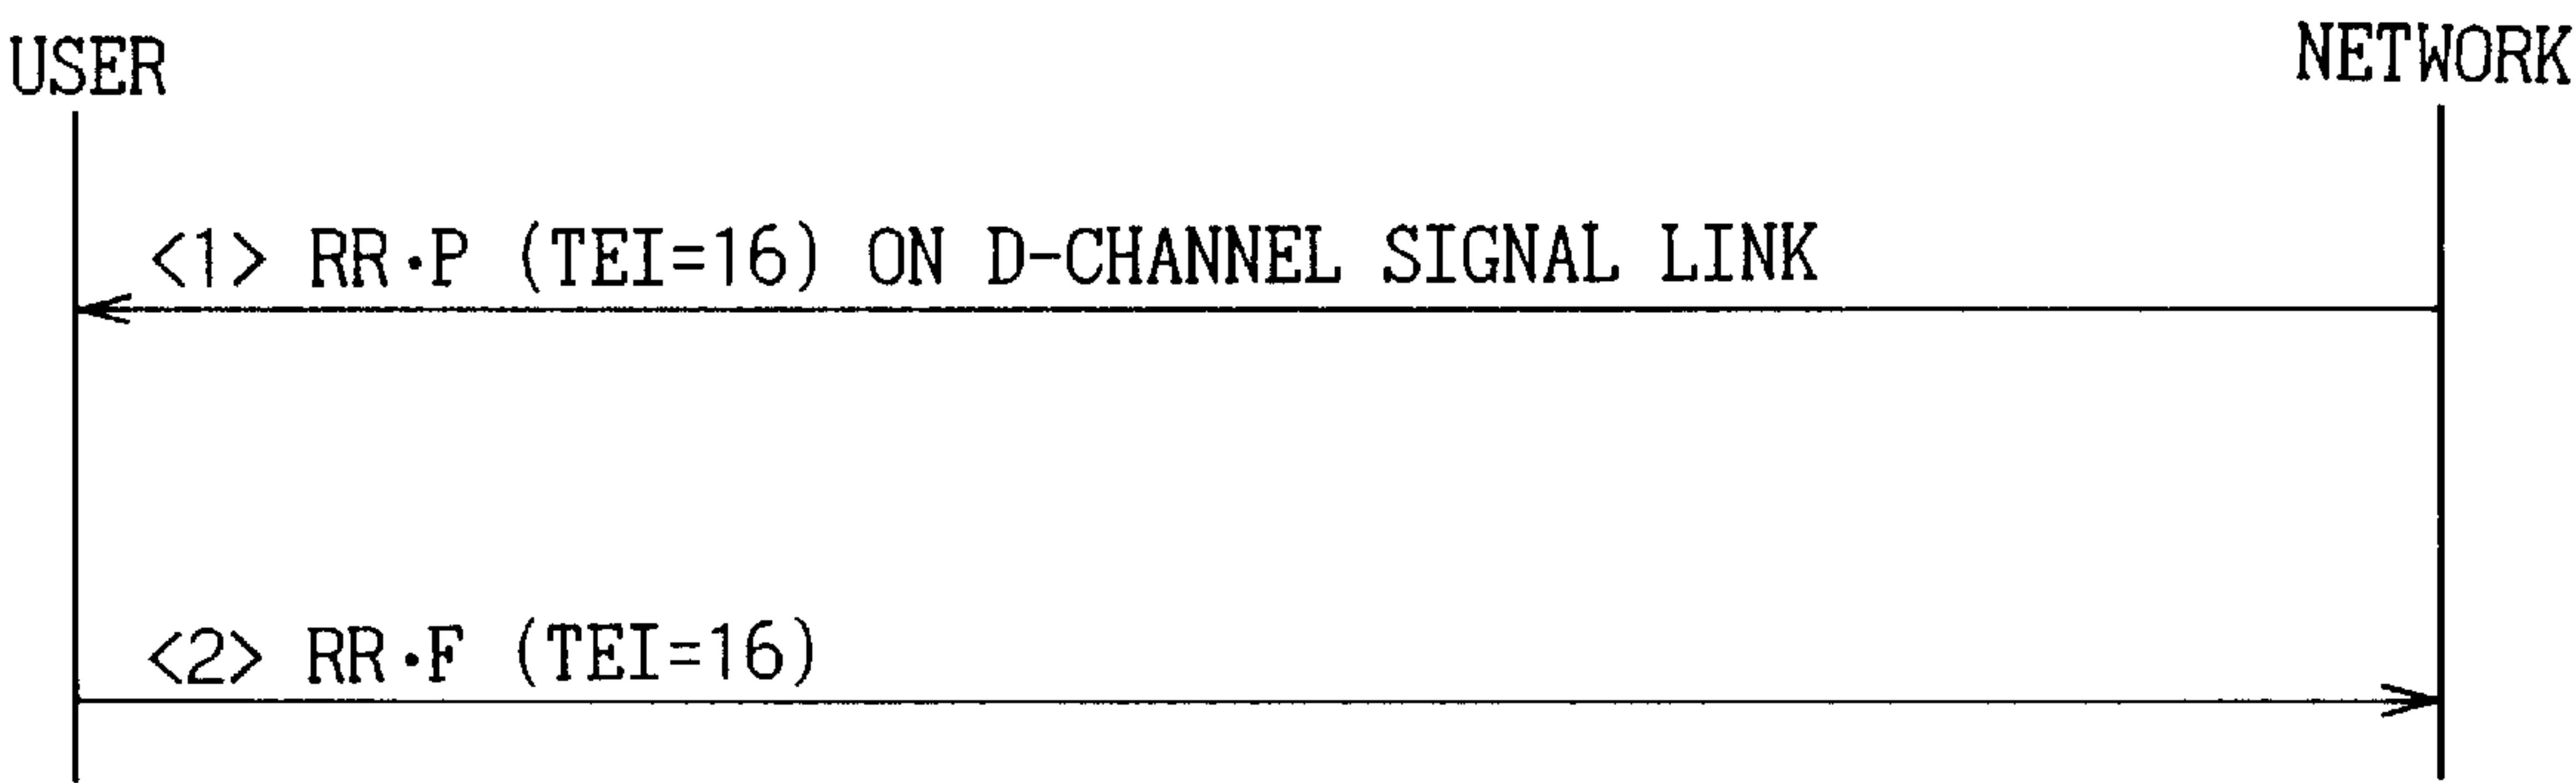 USER
NETWORK
<1> RR·P (TEI=16) ON D-CHANNEL SIGNAL LINK
<2> RR·F (TEI=16)